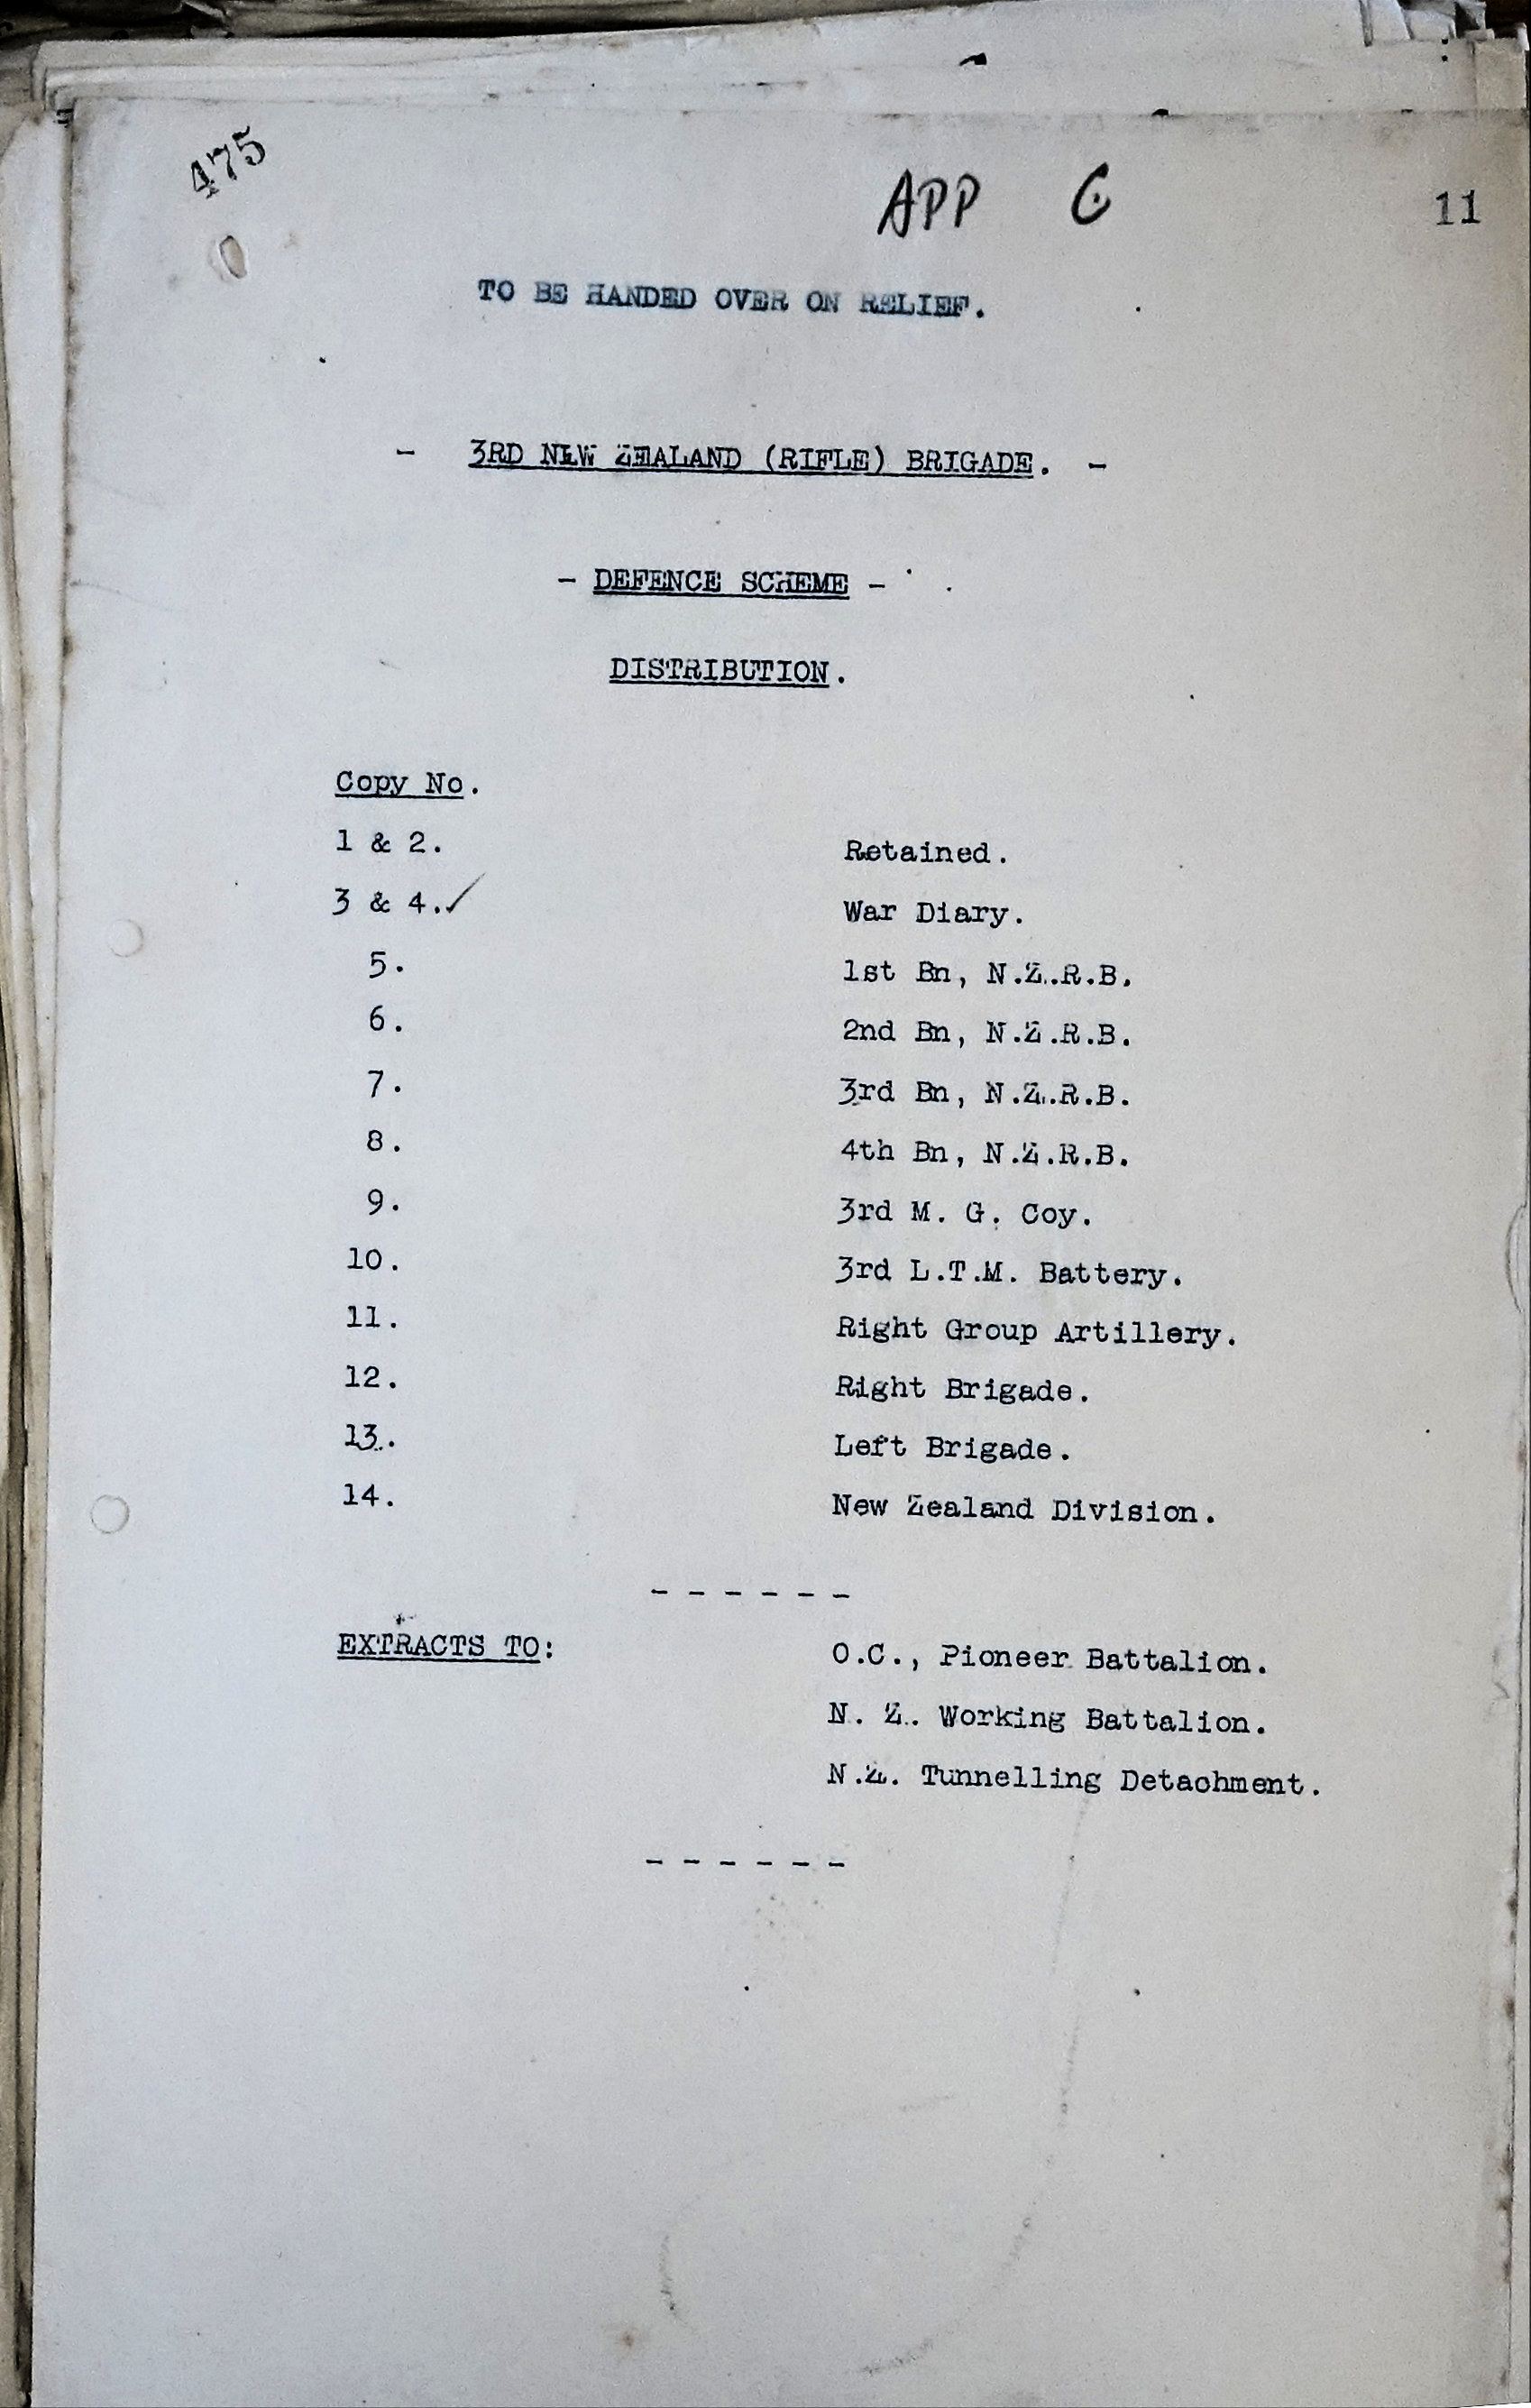 475
APP C
11
TO BE HANDED OVER ON RELIEF.
- 3RD NEW ZEALAND (RIFLE) BRIGADE. -
- DEFENCE SCHEME -
DISTRIBUTION.
Copy No.
1 & 2. Retained.
3 & 4.✓ War Diary.
5. 1st Bn, N.Z.R.B.
6. 2nd Bn, N.Z.R.B.
7. 3rd Bn, N.Z.R.B.
8. 4th Bn, N.Z.R.B.
9. 3rd M. G. Coy.
10. 3rd L.T.M. Battery.
11. Right Group Artillery.
12. Right Brigade.
13. Left Brigade.
14. New Zealand Division.
- - - - - -
EXTRACTS TO: O.C., Pioneer Battalion.
N. Z. Working Battalion.
N.Z. Tunnelling Detachment.
- - - - - -